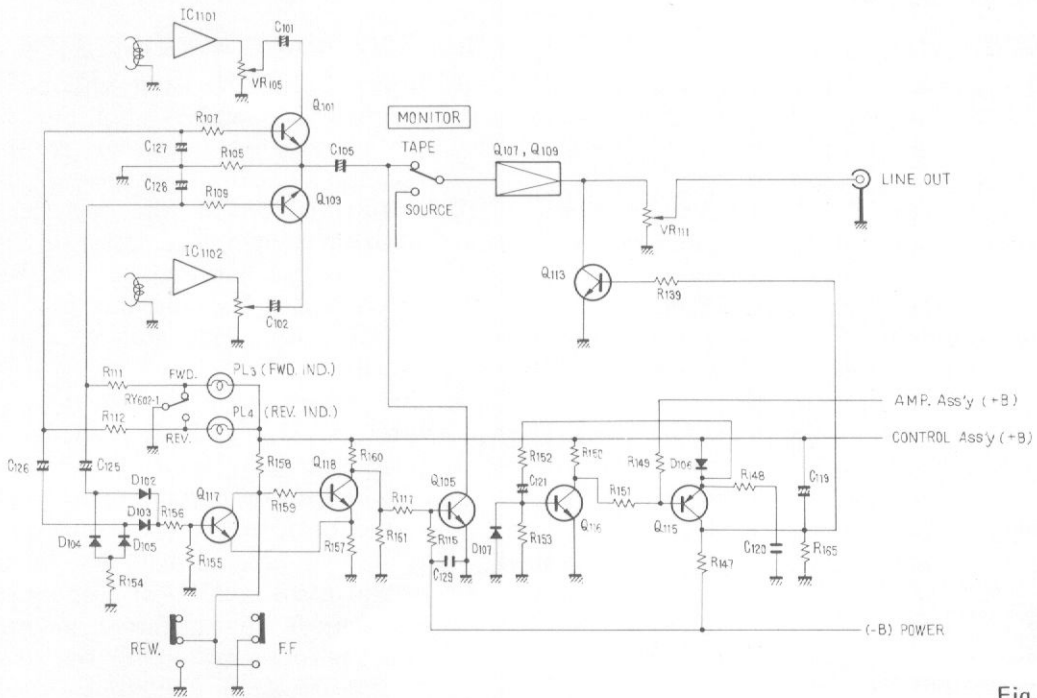 IC1101
C101
VR105
Q101
R107
MONITOR
C127
R105
C105
TAPE
Q107, Q109
C128
R109
Q103
SOURCE
LINE OUT
VR111
IC1102
Q113
R139
C102
R111
FWD.
PL3 (FWD. IND.)
RY602-1
PL4 (REV. IND.)
R112
REV.
AMP. Ass'y (+B)
CONTROL Ass'y (+B)
C126
C125
R158
Q118
R160
R152
R150
R149
D106
R148
C119
D102
Q117
R159
R117
Q105
C121
R151
D103
R156
Q116
Q115
D104
D105
R155
R157
R161
R115
D107
R153
C120
R165
R154
C129
R147
REW.
F.F
(-B) POWER
Fig